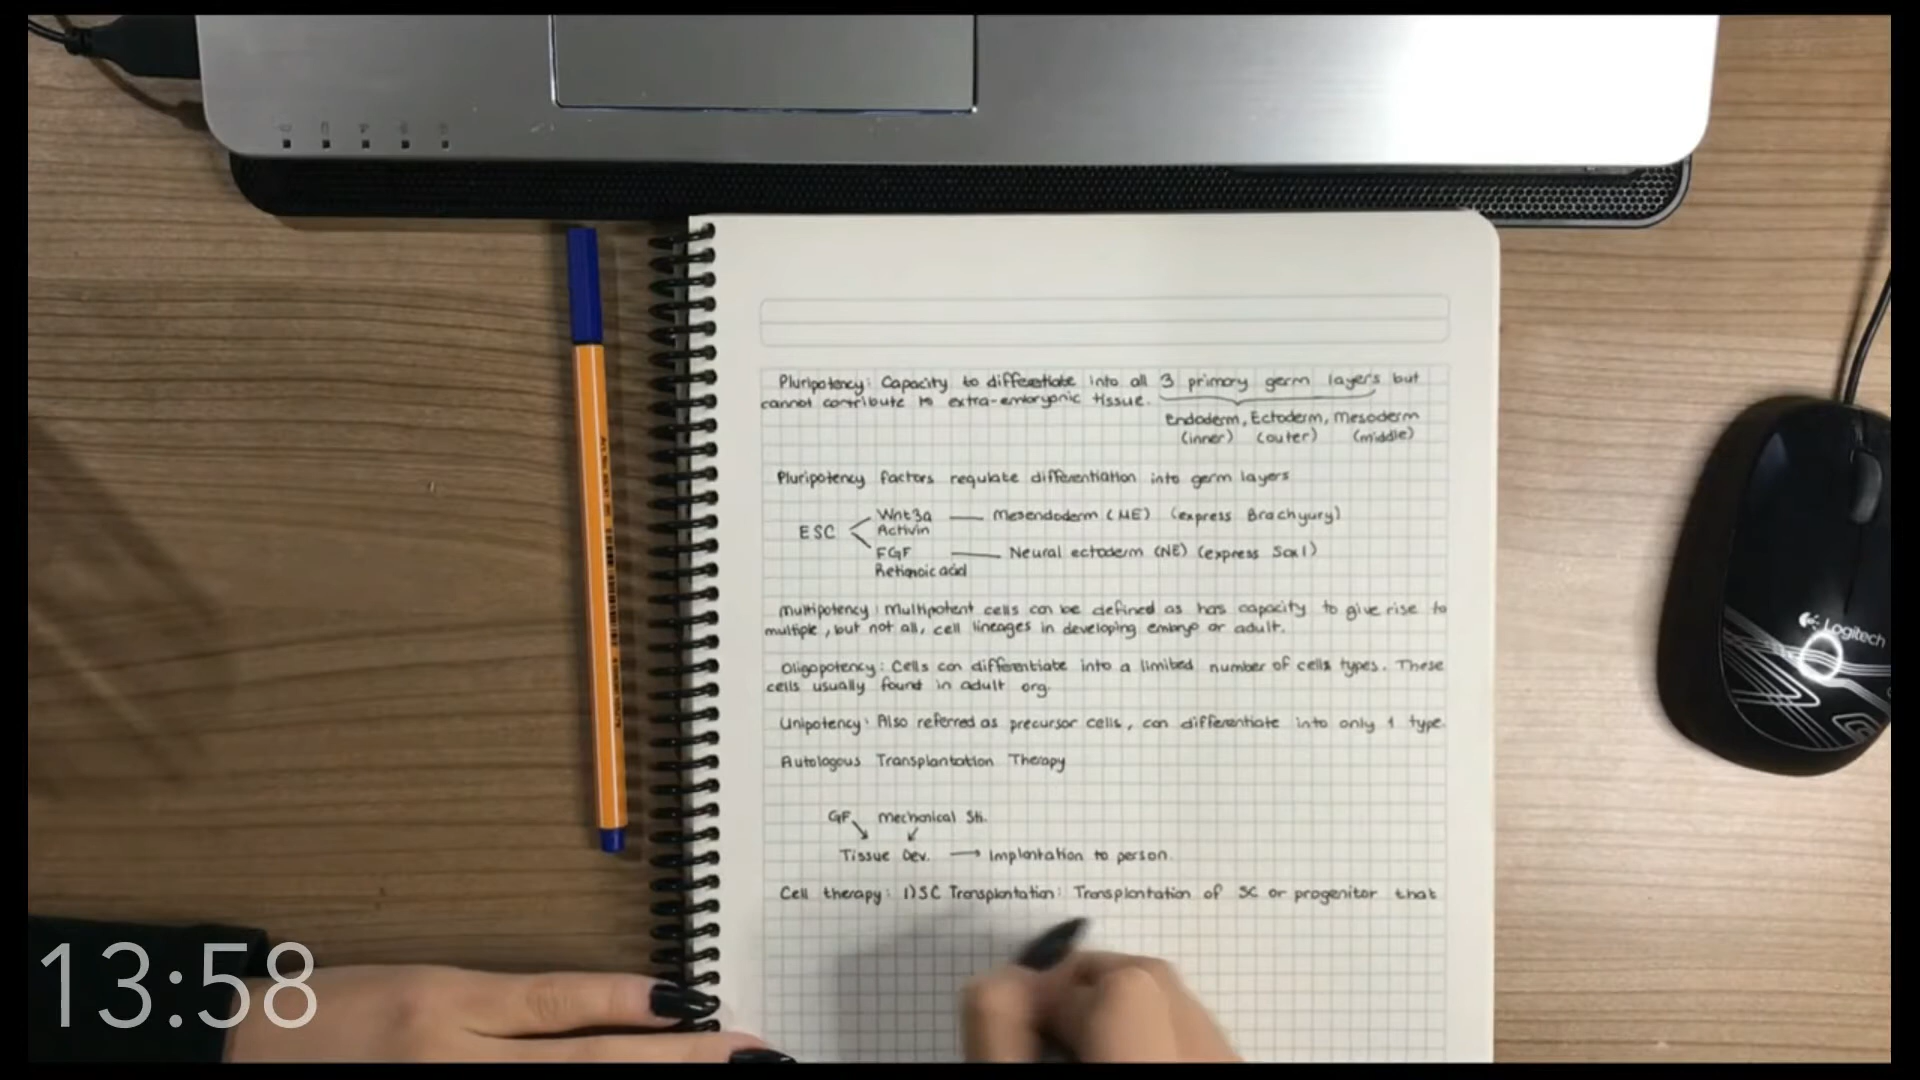 Pluripotency: Capacity to differentiate into all 3 primary germ layers but
cannot contribute to extra-embryonic tissue.
Endoderm, Ectoderm, Mesoderm
(inner) (outer) (middle)
Pluripotency factors regulate differentiation into germ layers
Wnt3a — Mesendoderm (ME) (express Brachyury)
ESC
Activin
FGF — Neural ectoderm (NE) (express Sox1)
Retinoic acid
Multipotency: Multipotent cells can be defined as has capacity to give rise to
multiple, but not all, cell lineages in developing embryo or adult.
Oligopotency: Cells can differentiate into a limited number of cells types. These
cells usually found in adult org.
Unipotency: Also referred as precursor cells, can differentiate into only 1 type.
Autologous Transplantation Therapy
GF mechanical Sti.
Tissue Dev. → Implantation to person.
Cell therapy: 1) SC Transplantation: Transplantation of SC or progenitor that
Logitech
13:58